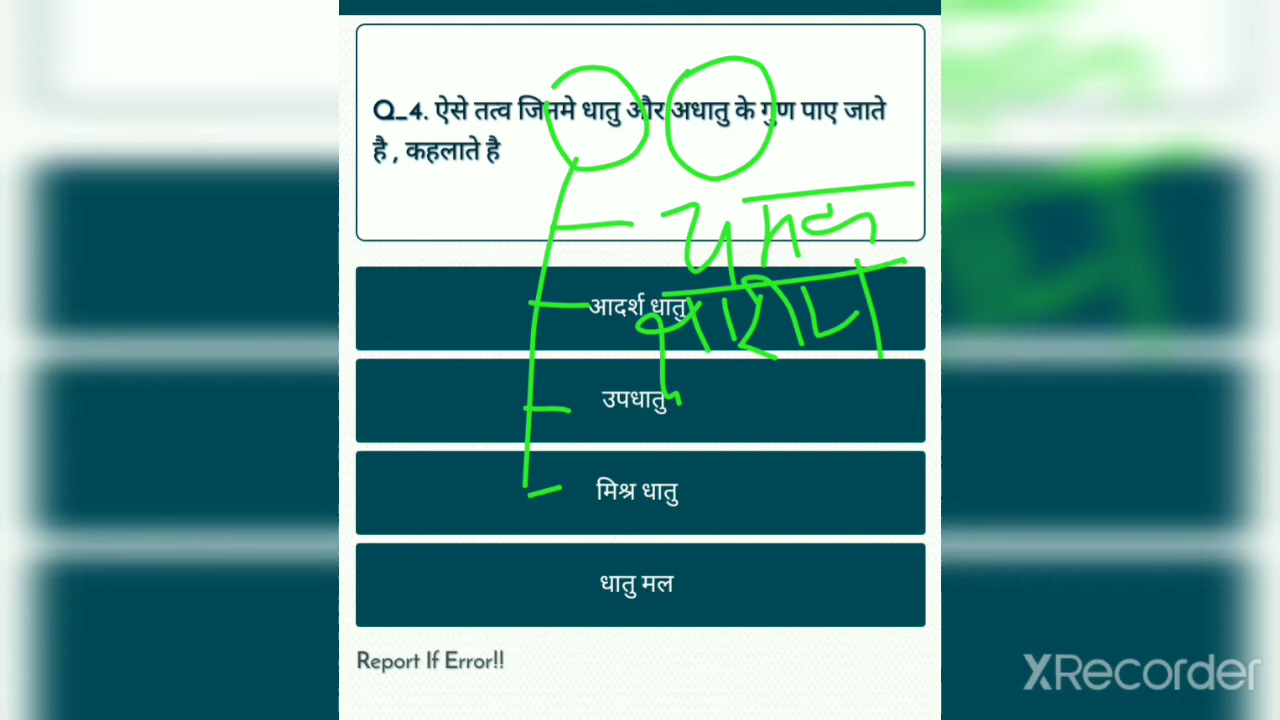 Q_4. ऐसे तत्व जिनमे धातु और अधातु के गुण पाए जाते
है , कहलाते है
आदर्श धातु
उपधातु
मिश्र धातु
धातु मल
Report If Error!!
XRecorder